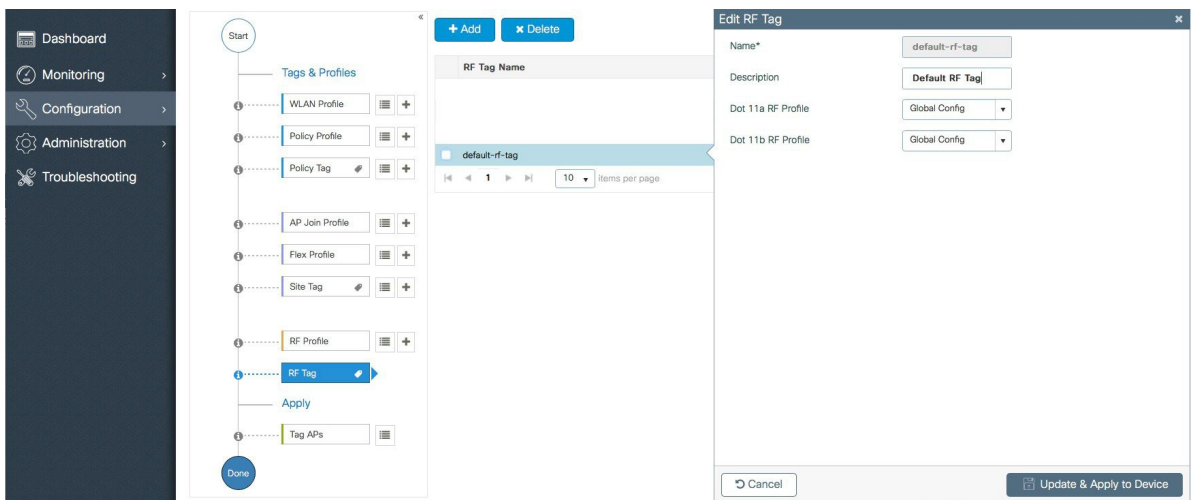 Dashboard
Monitoring
Configuration
Administration
Troubleshooting
Start
Tags & Profiles
WLAN Profile
Policy Profile
Policy Tag
AP Join Profile
Flex Profile
Site Tag
RF Profile
RF Tag
Apply
Tag APs
Done
Add
Delete
RF Tag Name
default-rf-tag
1
10 items per page
Edit RF Tag
Name* default-rf-tag
Description Default RF Tag
Dot 11a RF Profile Global Config
Dot 11b RF Profile Global Config
Cancel
Update & Apply to Device